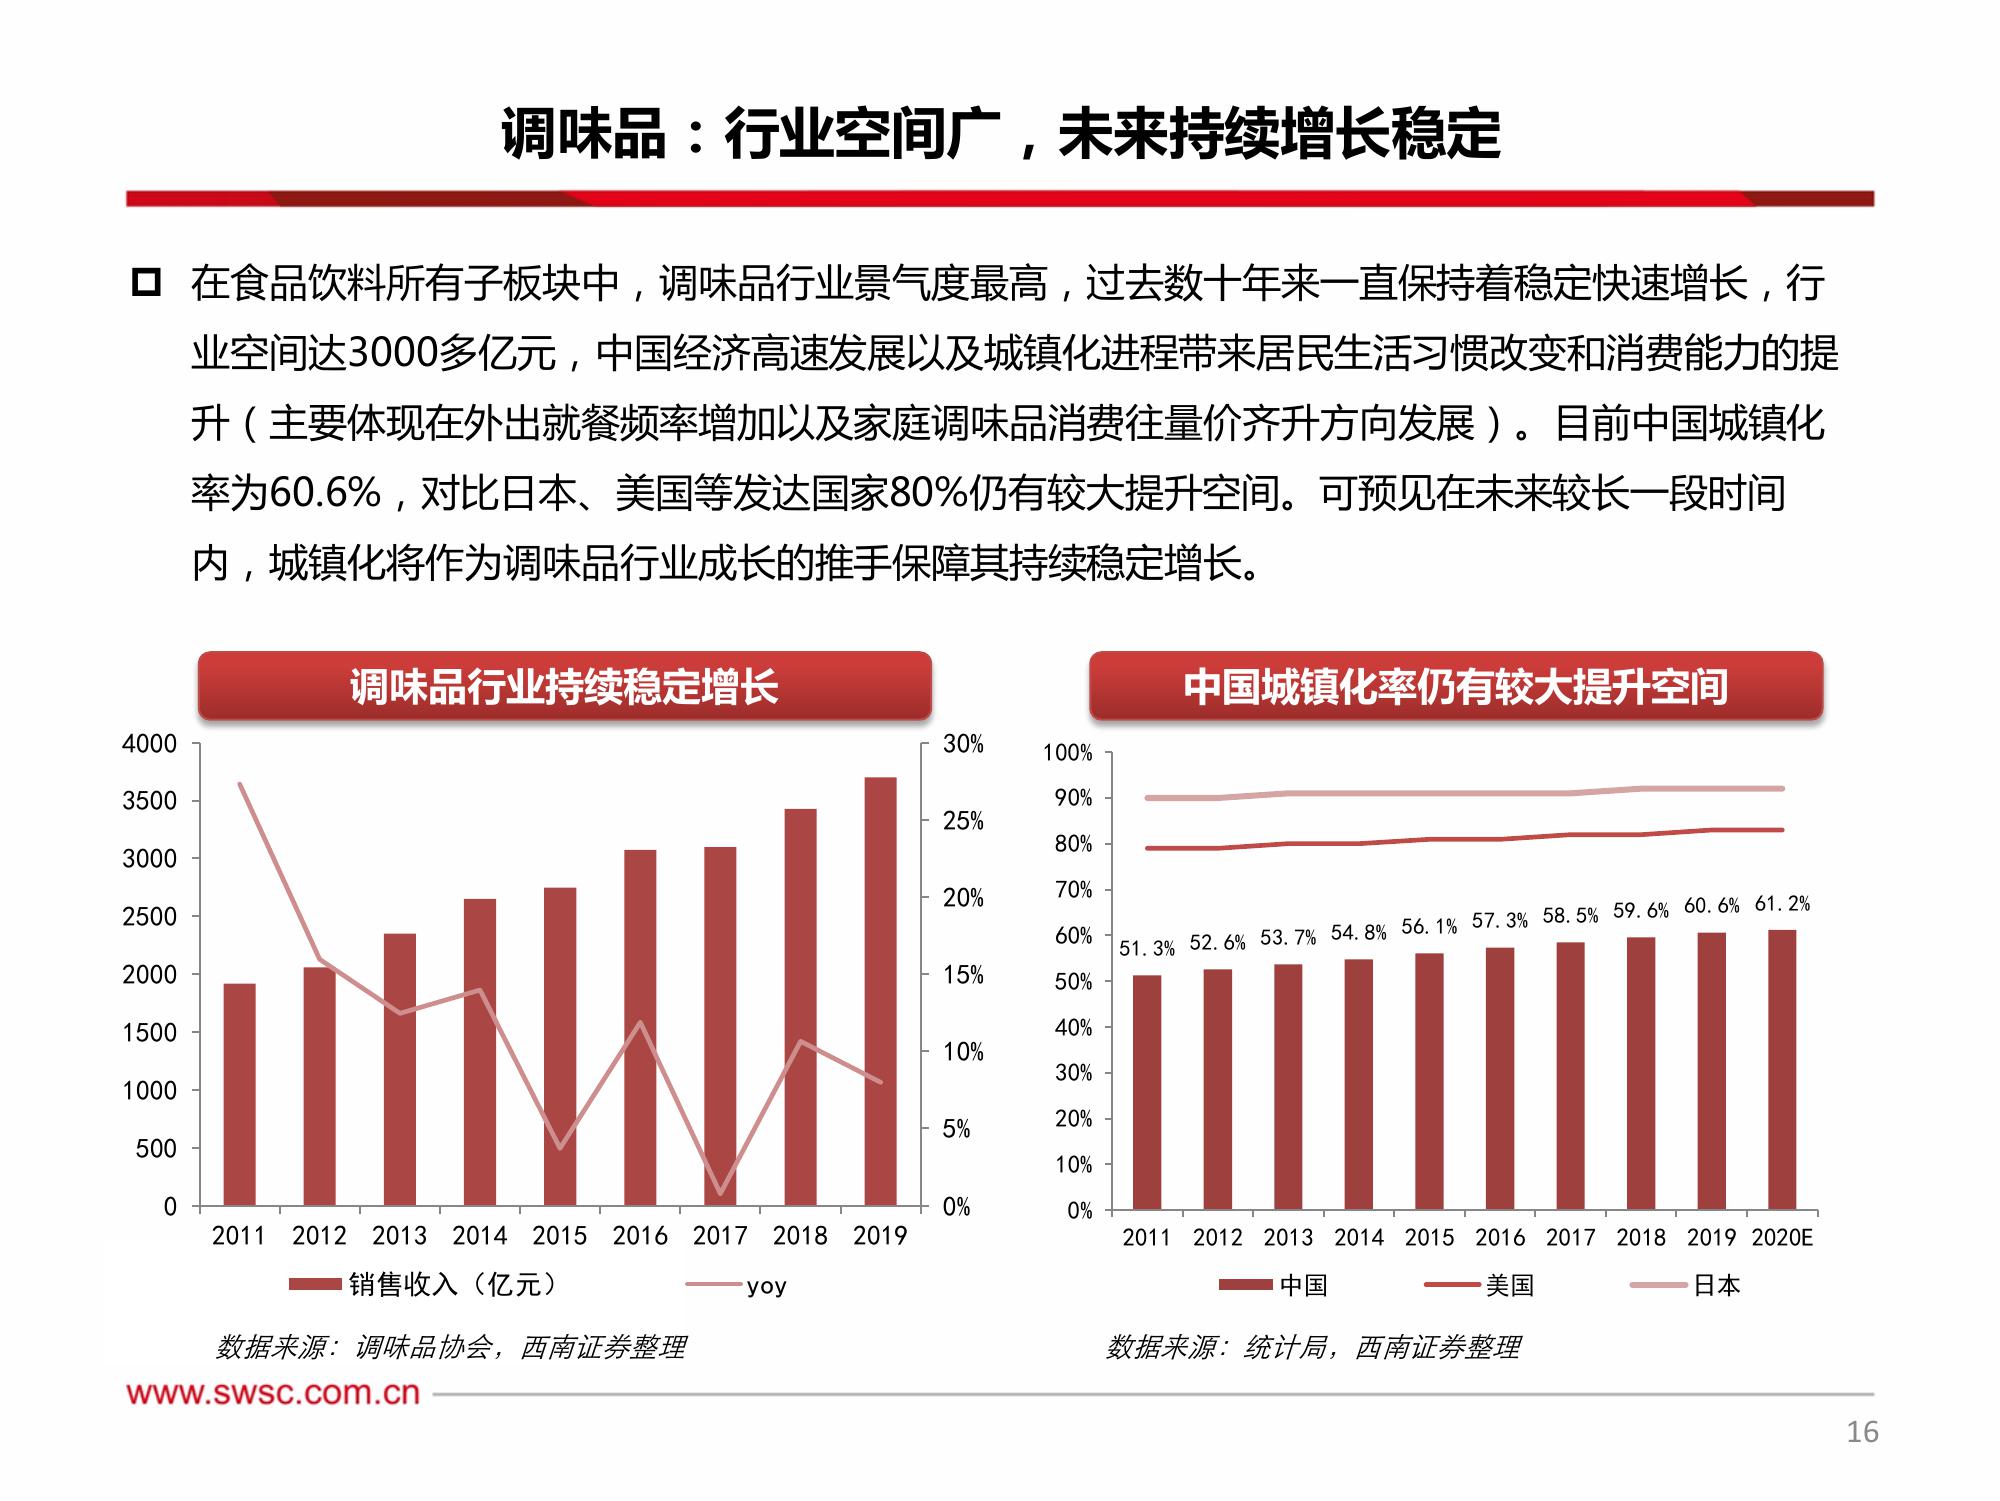 调味品：行业空间广，未来持续增长稳定
在食品饮料所有子板块中，调味品行业景气度最高，过去数十年来一直保持着稳定快速增长，行
业空间达3000多亿元，中国经济高速发展以及城镇化进程带来居民生活习惯改变和消费能力的提
升（主要体现在外出就餐频率增加以及家庭调味品消费往量价齐升方向发展）。目前中国城镇化
率为60.6%，对比日本、美国等发达国家80%仍有较大提升空间。可预见在未来较长一段时间
内，城镇化将作为调味品行业成长的推手保障其持续稳定增长。
调味品行业持续稳定增长
4000
3500
3000
2500
2000
1500
1000
500
0
30%
25%
20%
15%
10%
5%
0%
2011 2012 2013 2014 2015 2016 2017 2018 2019
销售收入（亿元） yoy
数据来源：调味品协会，西南证券整理
中国城镇化率仍有较大提升空间
100%
90%
80%
70%
60%
50%
40%
30%
20%
10%
0%
51.3% 52.6% 53.7% 54.8% 56.1% 57.3% 58.5% 59.6% 60.6% 61.2%
2011 2012 2013 2014 2015 2016 2017 2018 2019 2020E
中国 美国 日本
数据来源：统计局，西南证券整理
www.swsc.com.cn
16